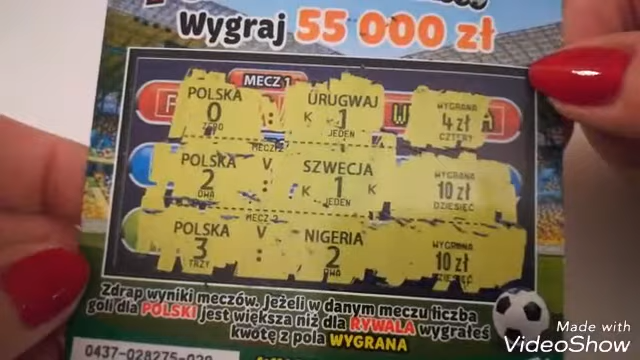 Wygraj 55 000 zł
MECZ 1
POLSKA
0
ZERO
:
URUGWAJ
K 1
JEDEN
WYGRANA
4 zł
CZTERY
POLSKA
2
DWA
V
:
SZWECJA
K 1 K
JEDEN
WYGRANA
10 zł
DZIESIĘĆ
POLSKA
3
TRZY
V
:
NIGERIA
2
DWA
WYGRANA
10 zł
Zdrap wyniki meczów. Jeżeli w danym meczu liczba
goli dla POLSKI jest większa niż dla RYWALA wygrałeś
kwotę z pola WYGRANA
Made with
VideoShow